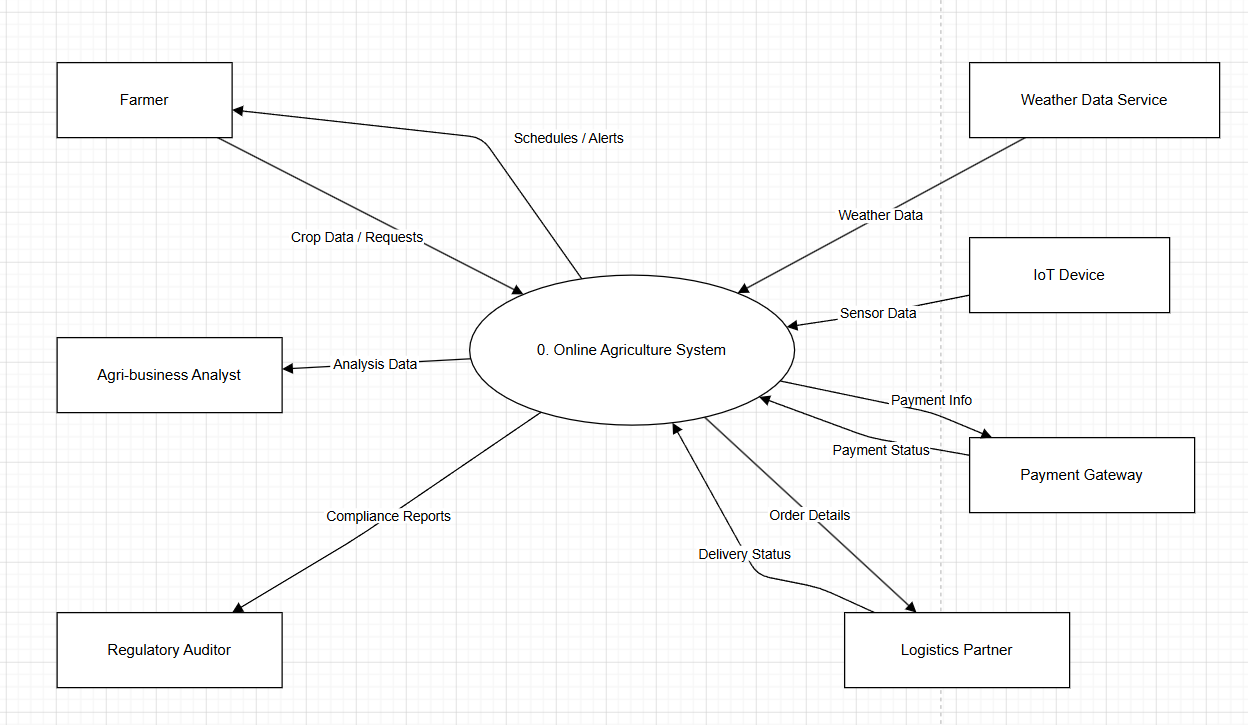 Farmer
Weather Data Service
Schedules / Alerts
Weather Data
Crop Data / Requests
IoT Device
Sensor Data
0. Online Agriculture System
Analysis Data
Agri-business Analyst
Payment Info
Payment Status
Payment Gateway
Compliance Reports
Order Details
Delivery Status
Regulatory Auditor
Logistics Partner